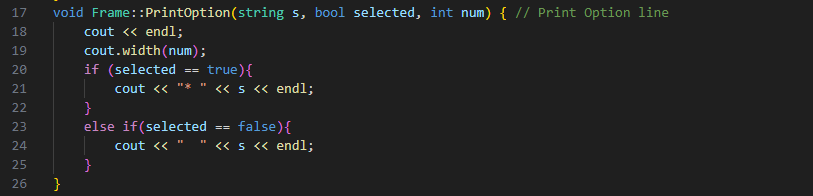 17 void Frame::PrintOption(string s, bool selected, int num) { // Print Option line
18     cout << endl;
19     cout.width(num);
20     if (selected == true){
21         cout << "* " << s << endl;
22     }
23     else if(selected == false){
24         cout << "  " << s << endl;
25     }
26 }